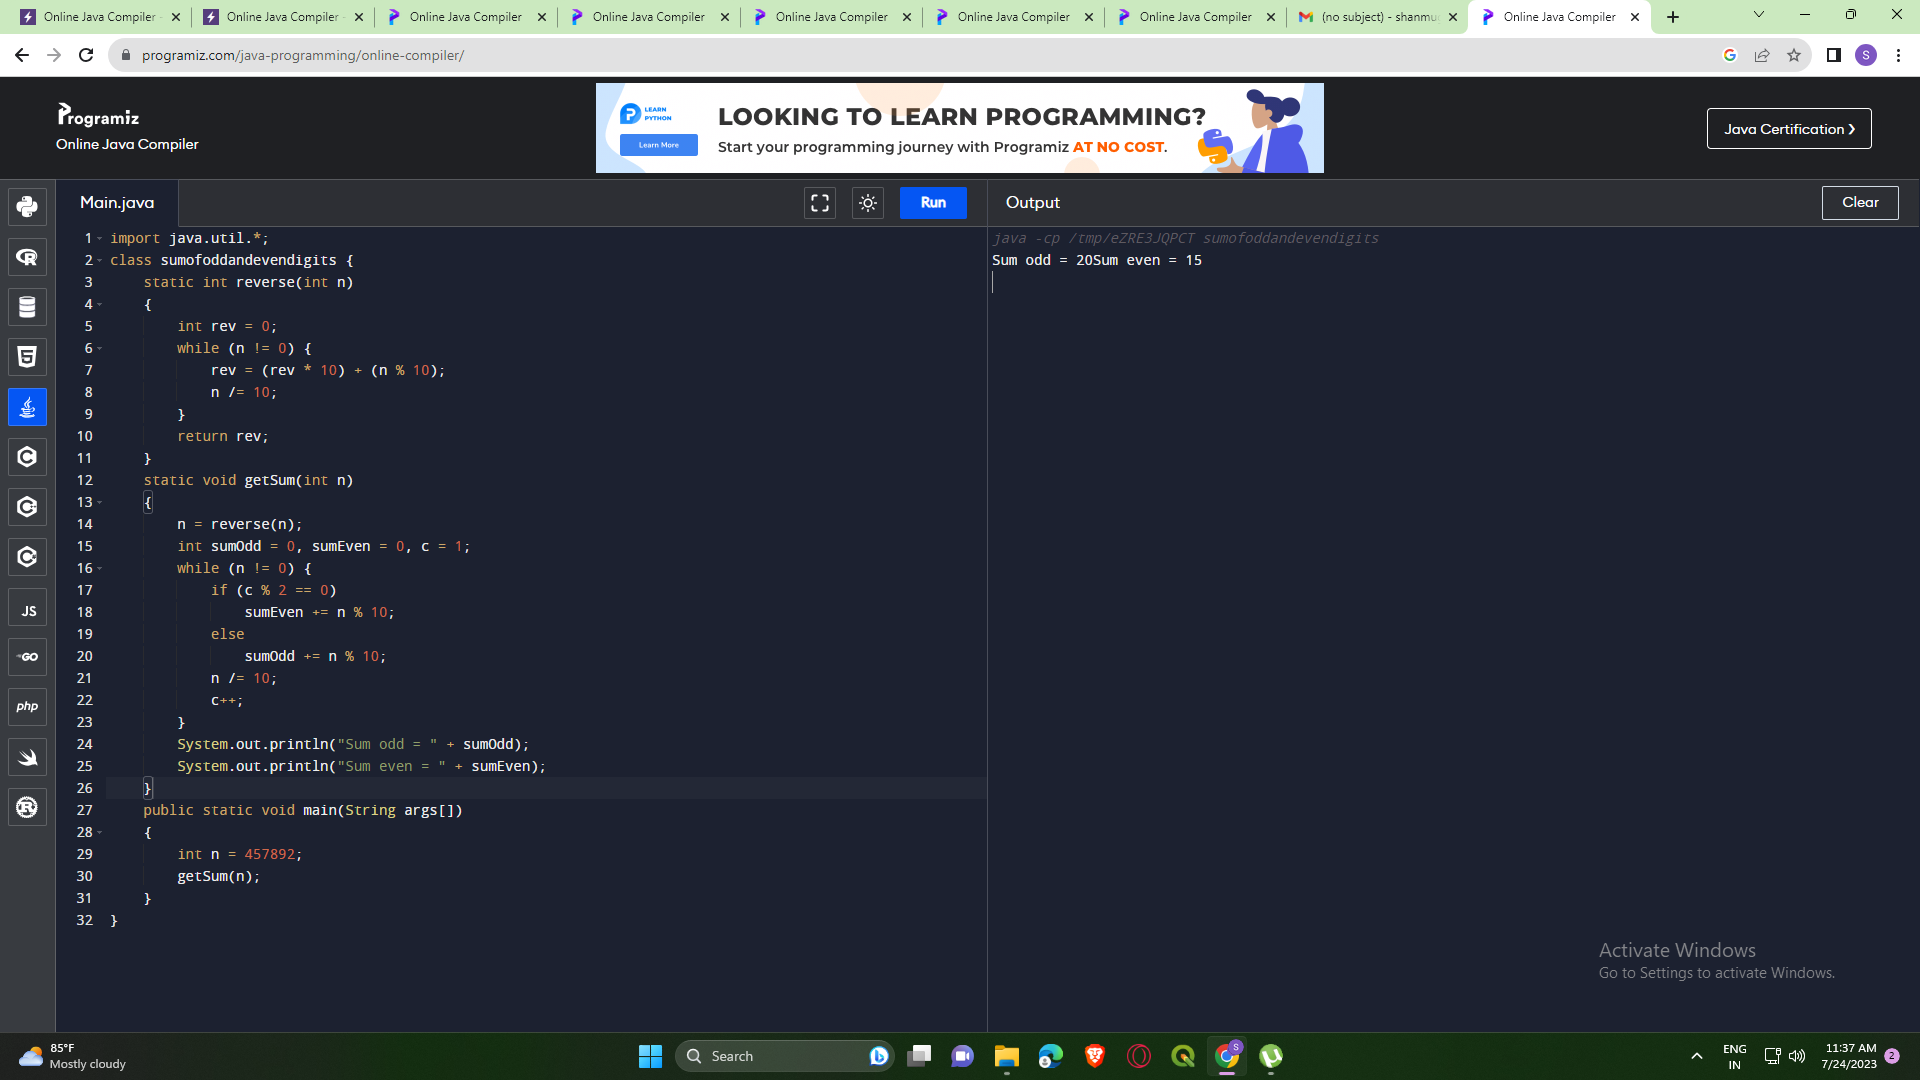 Online Java Compiler -
Online Java Compiler -
Online Java Compiler
Online Java Compiler
Online Java Compiler
Online Java Compiler
Online Java Compiler
(no subject) - shanmu
Online Java Compiler
programiz.com/java-programming/online-compiler/
S
Programiz
Online Java Compiler
LEARN
PYTHON
Learn More
LOOKING TO LEARN PROGRAMMING?
Start your programming journey with Programiz AT NO COST.
Java Certification ❯
Main.java
Run
Output
Clear
1 import java.util.*;
2 class sumofoddandevendigits {
3 static int reverse(int n)
4 {
5 int rev = 0;
6 while (n != 0) {
7 rev = (rev * 10) + (n % 10);
8 n /= 10;
9 }
10 return rev;
11 }
12 static void getSum(int n)
13 {
14 n = reverse(n);
15 int sumOdd = 0, sumEven = 0, c = 1;
16 while (n != 0) {
17 if (c % 2 == 0)
18 sumEven += n % 10;
19 else
20 sumOdd += n % 10;
21 n /= 10;
22 c++;
23 }
24 System.out.println("Sum odd = " + sumOdd);
25 System.out.println("Sum even = " + sumEven);
26 }
27 public static void main(String args[])
28 {
29 int n = 457892;
30 getSum(n);
31 }
32 }
java -cp /tmp/eZRE3JQPCT sumofoddandevendigits
Sum odd = 20Sum even = 15
JS
GO
php
Activate Windows
Go to Settings to activate Windows.
85°F
Mostly cloudy
Search
S
ENG
IN
11:37 AM
7/24/2023
2